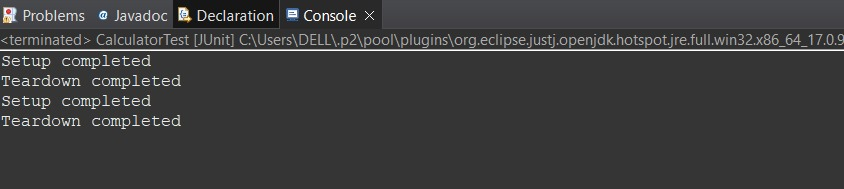 Problems @ Javadoc Declaration Console
<terminated> CalculatorTest [JUnit] C:\Users\DELL\.p2\pool\plugins\org.eclipse.justj.openjdk.hotspot.jre.full.win32.x86_64_17.0.9
Setup completed
Teardown completed
Setup completed
Teardown completed